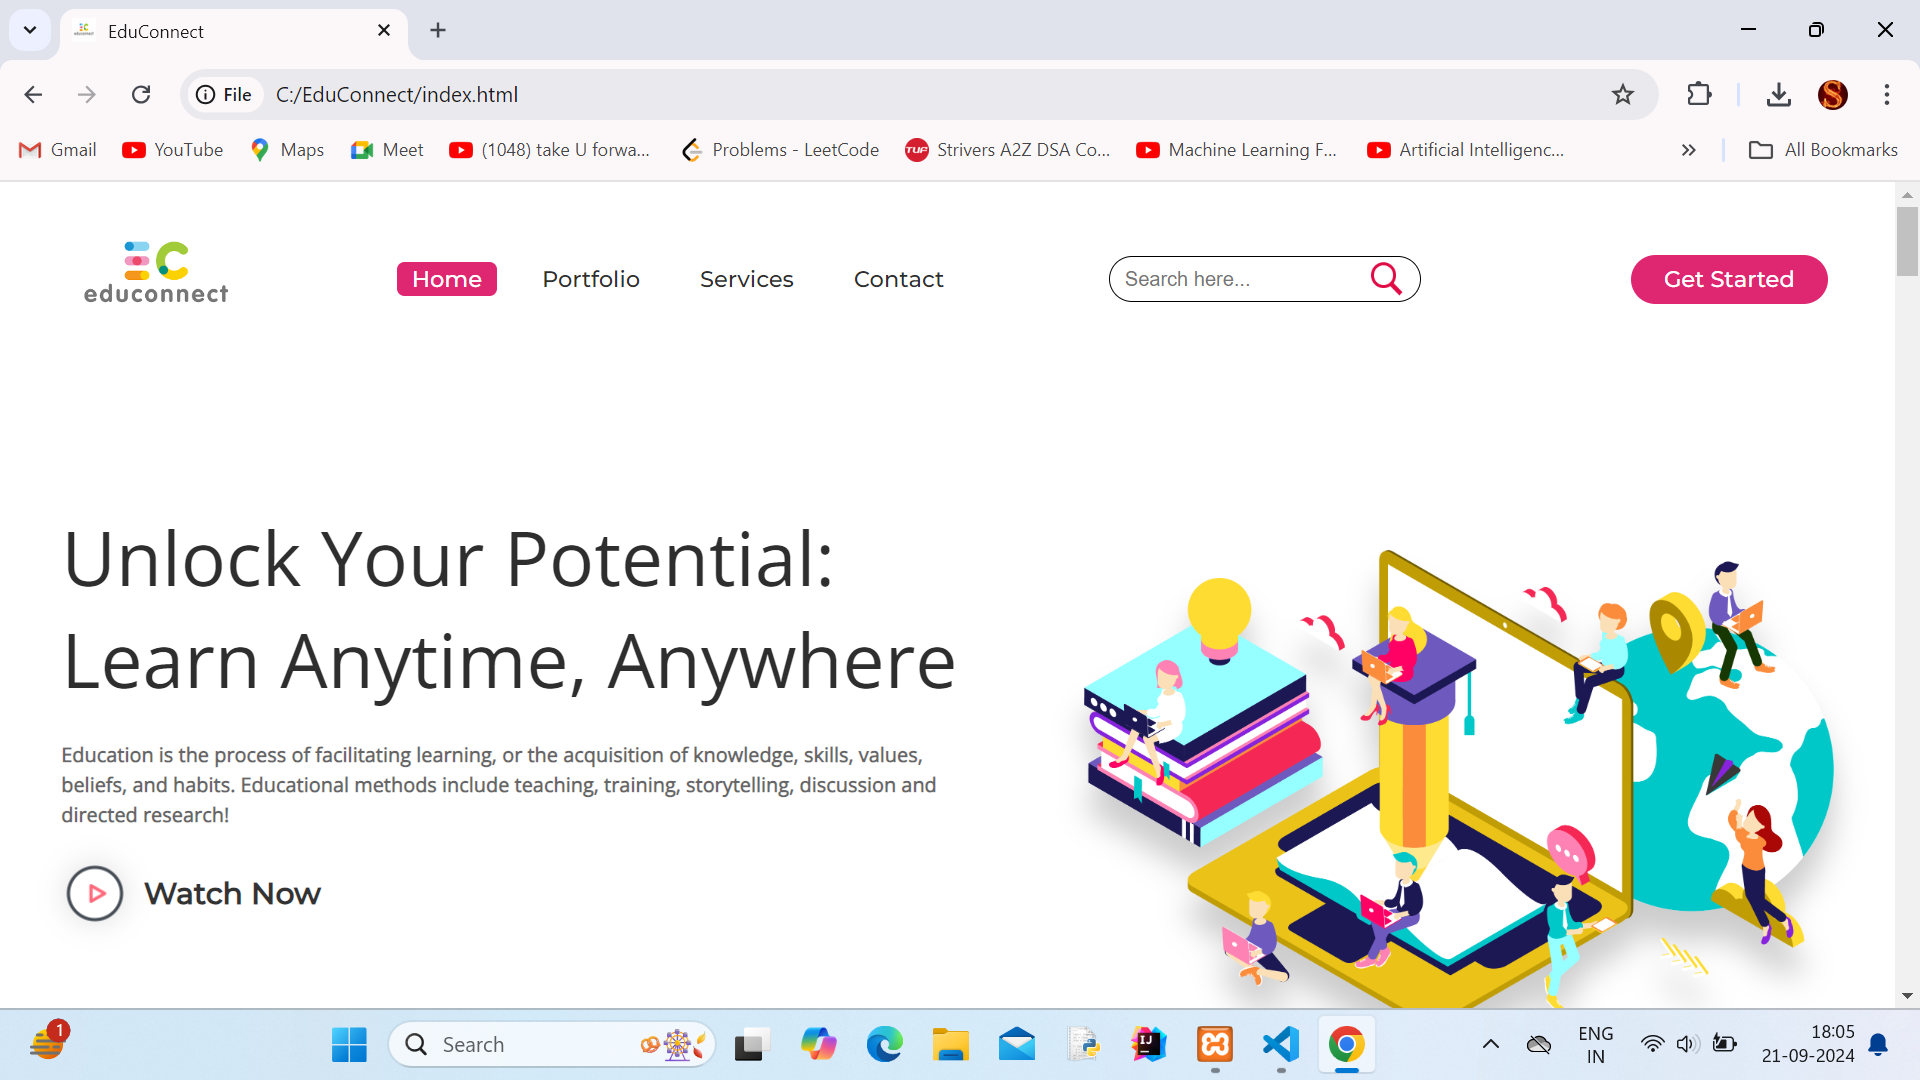 EduConnect
File C:/EduConnect/index.html
Gmail YouTube Maps Meet (1048) take U forwa... Problems - LeetCode TUF Strivers A2Z DSA Co... Machine Learning F... Artificial Intelligenc... » All Bookmarks
EC
educonnect
Home Portfolio Services Contact Search here... Get Started
Unlock Your Potential:
Learn Anytime, Anywhere
Education is the process of facilitating learning, or the acquisition of knowledge, skills, values,
beliefs, and habits. Educational methods include teaching, training, storytelling, discussion and
directed research!
Watch Now
1
Search
IJ
ENG
IN
18:05
21-09-2024